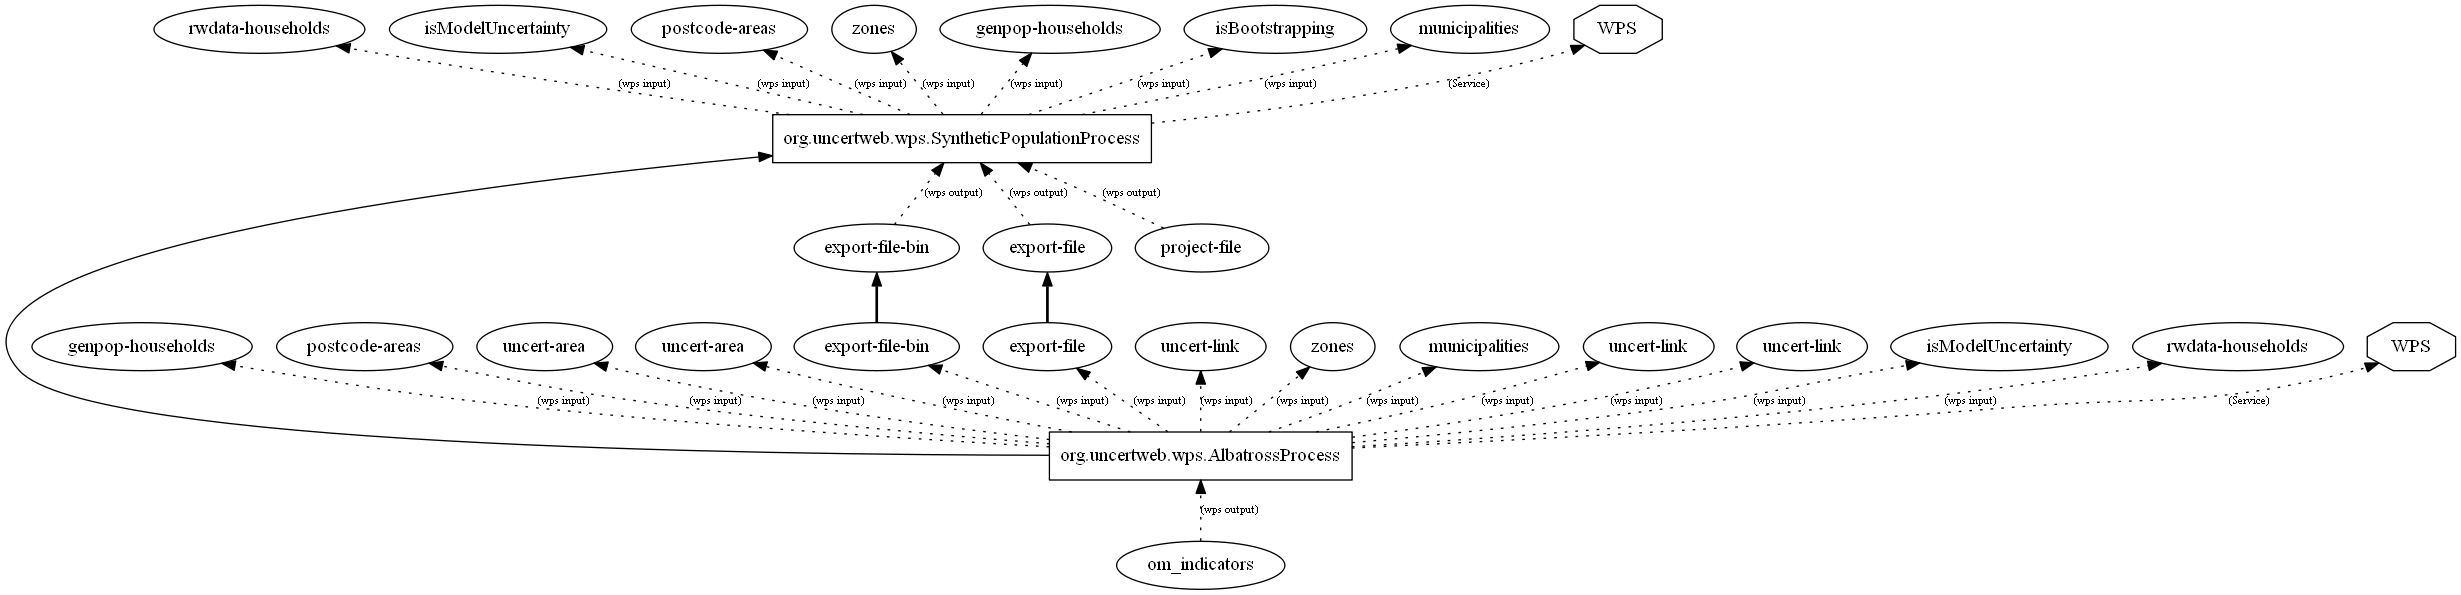 rwdata-households
isModelUncertainty
postcode-areas
zones
genpop-households
isBootstrapping
municipalities
WPS
(wps input)
(wps input)
(wps input)
(wps input)
(wps input)
(wps input)
(wps input)
(Service)
org.uncertweb.wps.SyntheticPopulationProcess
(wps output)
(wps output)
(wps output)
export-file-bin
export-file
project-file
genpop-households
postcode-areas
uncert-area
uncert-area
export-file-bin
export-file
uncert-link
zones
municipalities
uncert-link
uncert-link
isModelUncertainty
rwdata-households
WPS
(wps input)
(wps input)
(wps input)
(wps input)
(wps input)
(wps input)
(wps input)
(wps input)
(wps input)
(wps input)
(wps input)
(wps input)
(wps input)
(Service)
org.uncertweb.wps.AlbatrossProcess
(wps output)
om_indicators